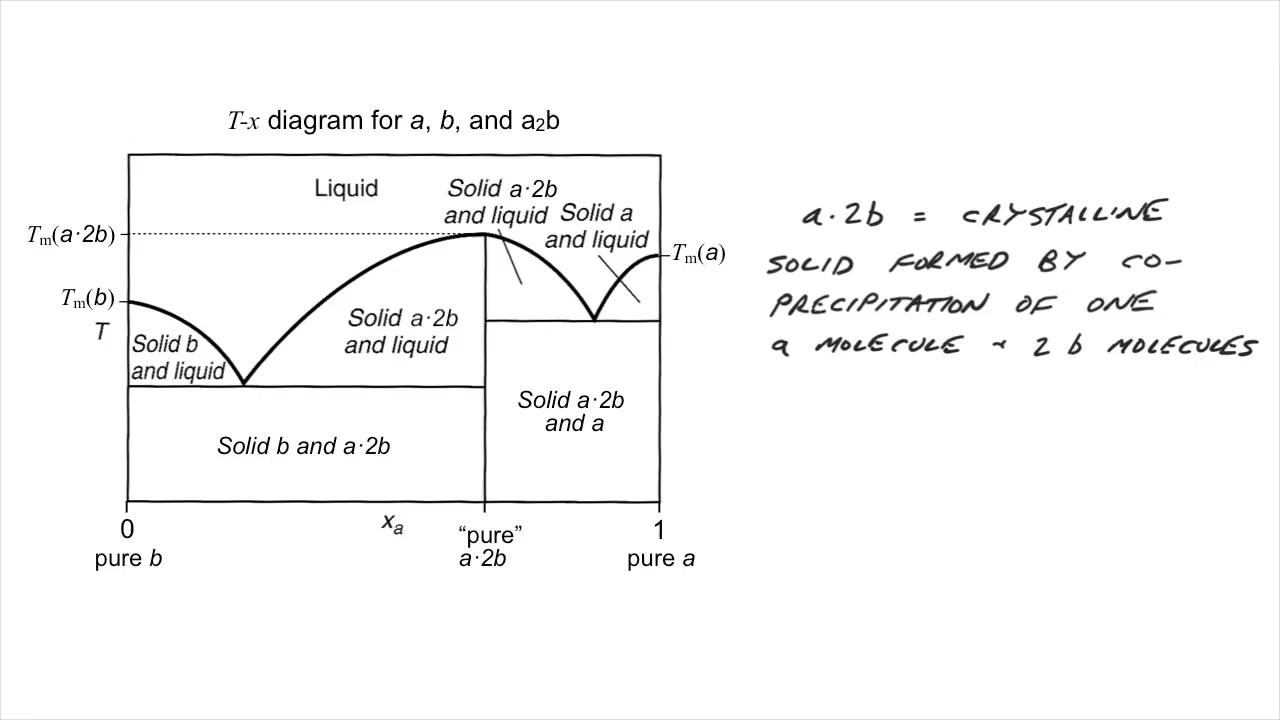 T-x diagram for a, b, and a₂b
Liquid
Solid a·2b
and liquid
Solid a
and liquid
Tm(a·2b)
Tm(a)
Tm(b)
T
Solid b
and liquid
Solid a·2b
and liquid
Solid a·2b
and a
Solid b and a·2b
0
xa
"pure"
1
pure b
a·2b
pure a
a·2b = CRYSTALLINE
SOLID FORMED BY CO-
PRECIPITATION OF ONE
a MOLECULE & 2 b MOLECULES